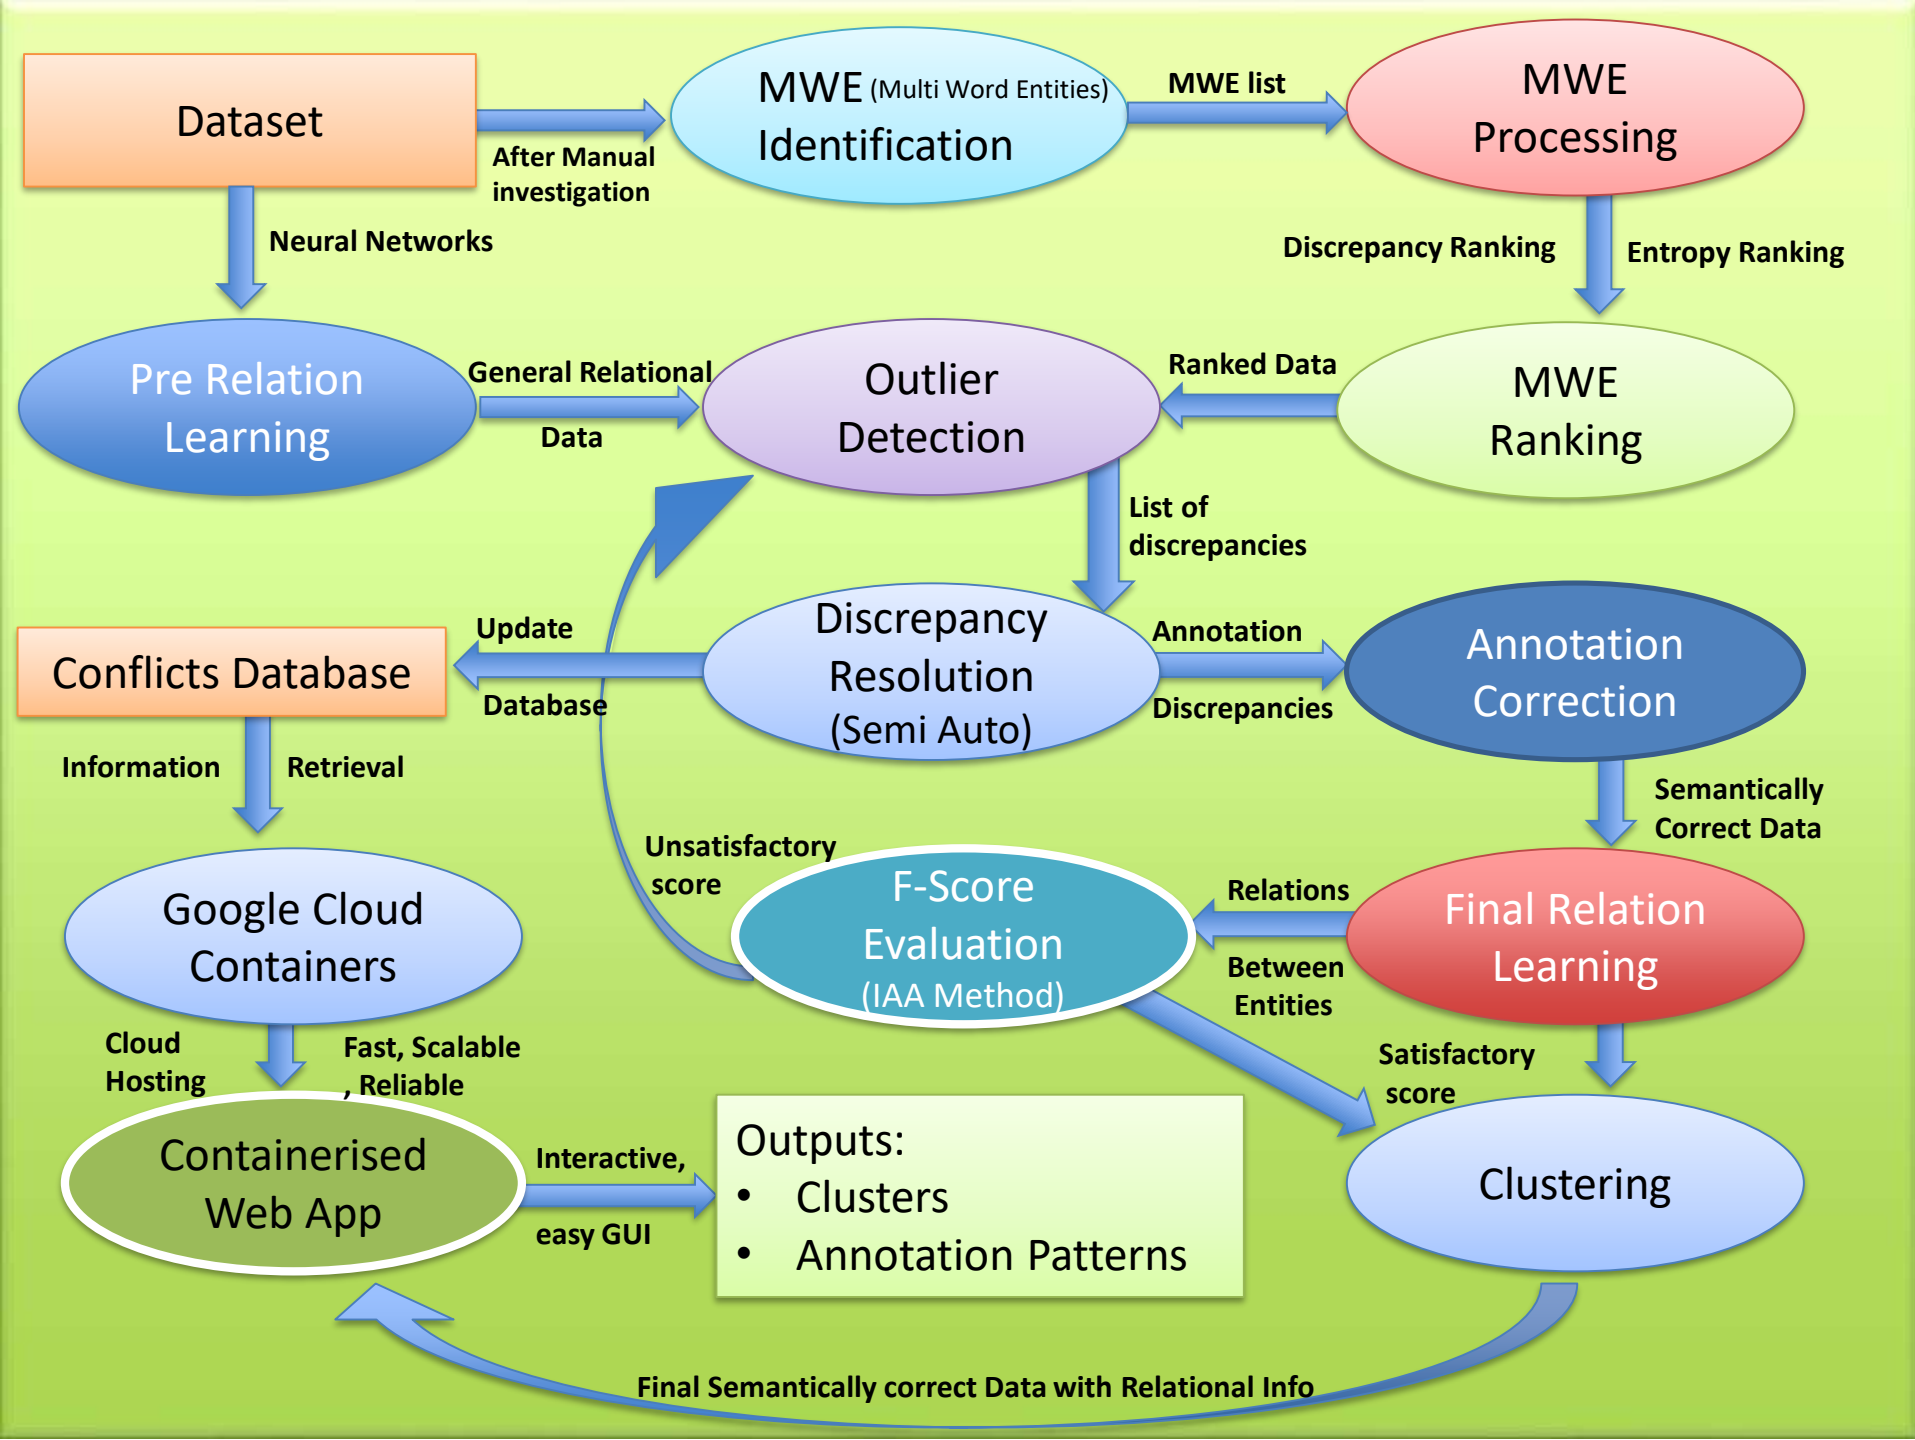 Dataset
After Manual
investigation
MWE (Multi Word Entities)
Identification
MWE list
MWE
Processing
Neural Networks
Discrepancy Ranking
Entropy Ranking
Pre Relation
Learning
General Relational
Data
Outlier
Detection
Ranked Data
MWE
Ranking
List of
discrepancies
Conflicts Database
Update
Database
Discrepancy
Resolution
(Semi Auto)
Annotation
Discrepancies
Annotation
Correction
Information
Retrieval
Semantically
Correct Data
Unsatisfactory
score
Google Cloud
Containers
F-Score
Evaluation
(IAA Method)
Relations
Between
Entities
Final Relation
Learning
Cloud
Hosting
Fast, Scalable
, Reliable
Satisfactory
score
Containerised
Web App
Interactive,
easy GUI
Outputs:
• Clusters
• Annotation Patterns
Clustering
Final Semantically correct Data with Relational Info